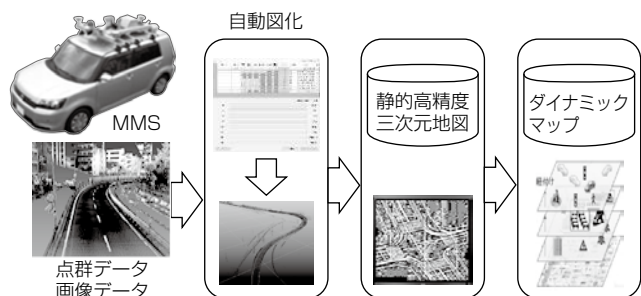 自動図化
MMS
点群データ
画像データ
静的高精度
三次元地図
ダイナミック
マップ